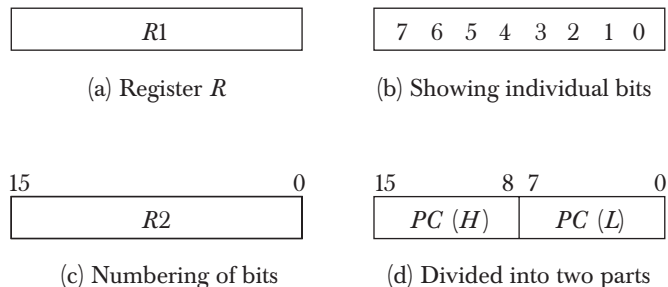 R1
7 6 5 4 3 2 1 0
(a) Register R
(b) Showing individual bits
15 0
15 8 7 0
R2
PC (H) PC (L)
(c) Numbering of bits
(d) Divided into two parts